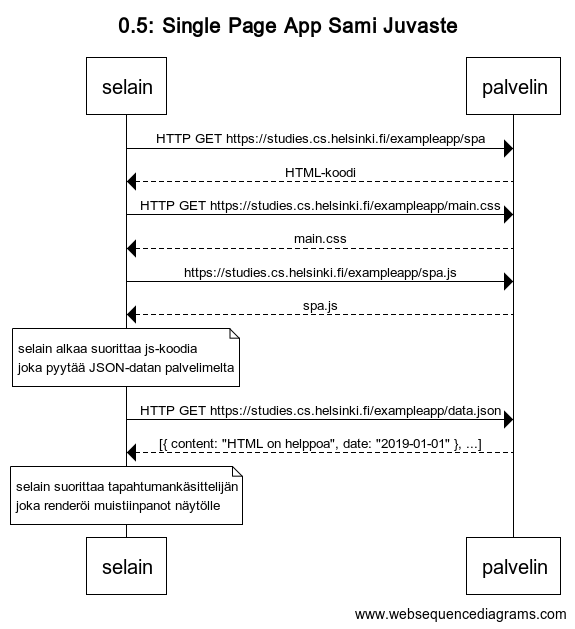 0.5: Single Page App Sami Juvaste
selain palvelin
HTTP GET https://studies.cs.helsinki.fi/exampleapp/spa
HTML-koodi
HTTP GET https://studies.cs.helsinki.fi/exampleapp/main.css
main.css
https://studies.cs.helsinki.fi/exampleapp/spa.js
spa.js
selain alkaa suorittaa js-koodia
joka pyytää JSON-datan palvelimelta
HTTP GET https://studies.cs.helsinki.fi/exampleapp/data.json
[{ content: "HTML on helppoa", date: "2019-01-01" }, ...]
selain suorittaa tapahtumankäsittelijän
joka renderöi muistiinpanot näytölle
selain palvelin
www.websequencediagrams.com